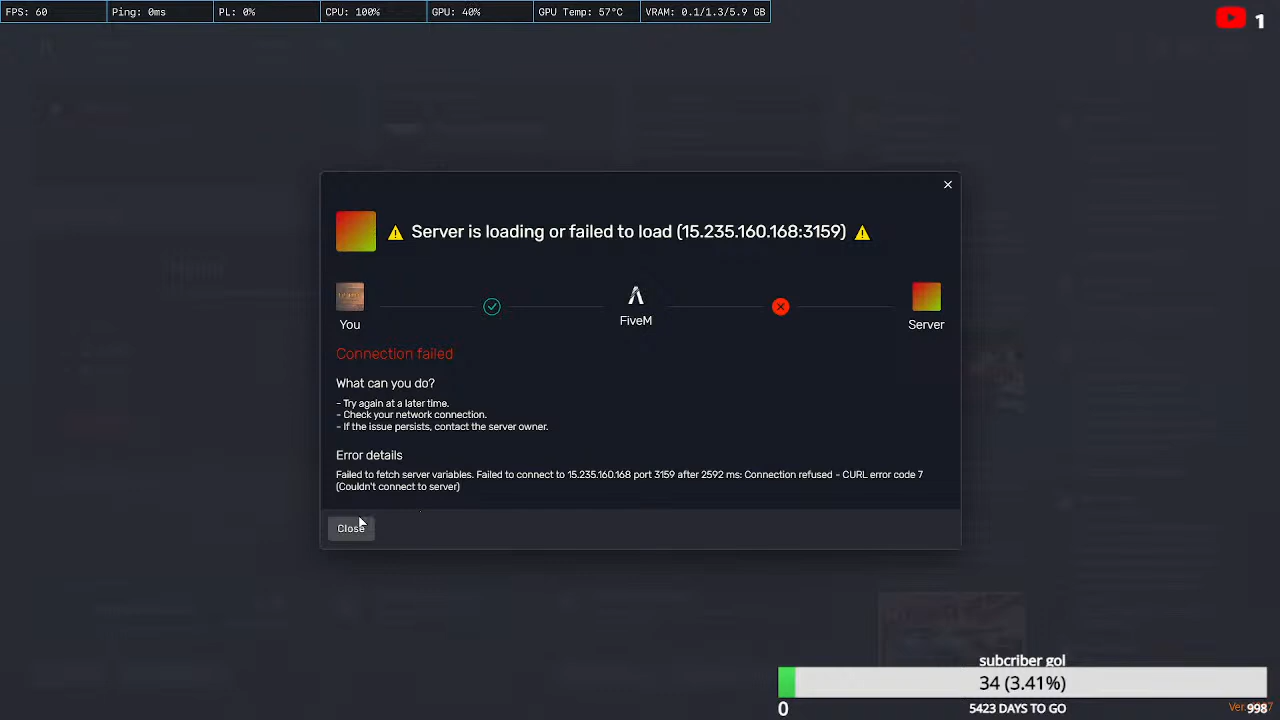 FPS: 60 Ping: 0ms PL: 0% CPU: 100% GPU: 40% GPU Temp: 57°C VRAM: 0.1/1.3/5.9 GB
1
Server is loading or failed to load (15.235.160.168:3159)
You
FiveM
Server
Connection failed
What can you do?
- Try again at a later time.
- Check your network connection.
- If the issue persists, contact the server owner.
Error details
Failed to fetch server variables. Failed to connect to 15.235.160.168 port 3159 after 2592 ms: Connection refused - CURL error code 7
(Couldn't connect to server)
Close
subcriber gol
34 (3.41%)
0
5423 DAYS TO GO
998